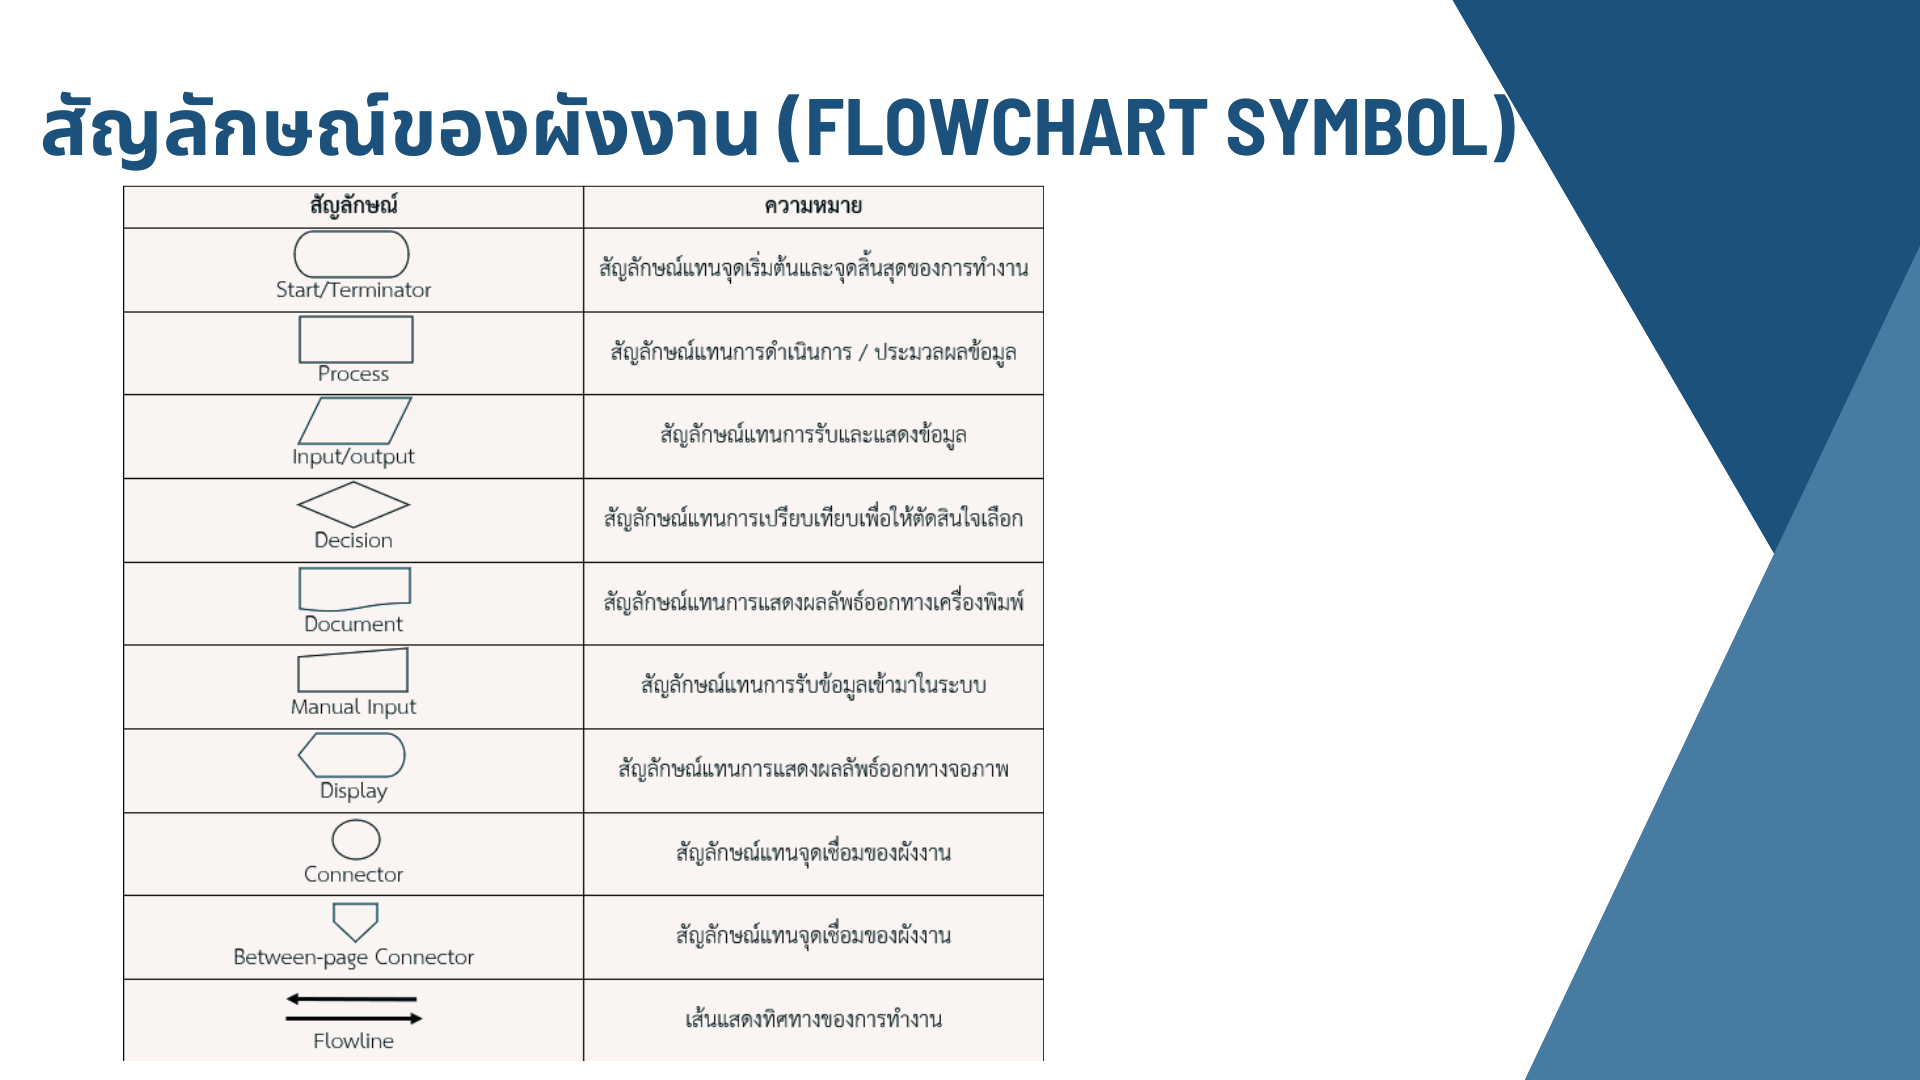 สัญลักษณ์ของผังงาน (FLOWCHART SYMBOL)
สัญลักษณ์ ความหมาย
Start/Terminator สัญลักษณ์แทนจุดเริ่มต้นและจุดสิ้นสุดของการทำงาน
Process สัญลักษณ์แทนการดำเนินการ / ประมวลผลข้อมูล
Input/output สัญลักษณ์แทนการรับและแสดงข้อมูล
Decision สัญลักษณ์แทนการเปรียบเทียบเพื่อให้ตัดสินใจเลือก
Document สัญลักษณ์แทนการแสดงผลลัพธ์ออกทางเครื่องพิมพ์
Manual Input สัญลักษณ์แทนการรับข้อมูลเข้ามาในระบบ
Display สัญลักษณ์แทนการแสดงผลลัพธ์ออกทางจอภาพ
Connector สัญลักษณ์แทนจุดเชื่อมของผังงาน
Between-page Connector สัญลักษณ์แทนจุดเชื่อมของผังงาน
Flowline เส้นแสดงทิศทางของการทำงาน